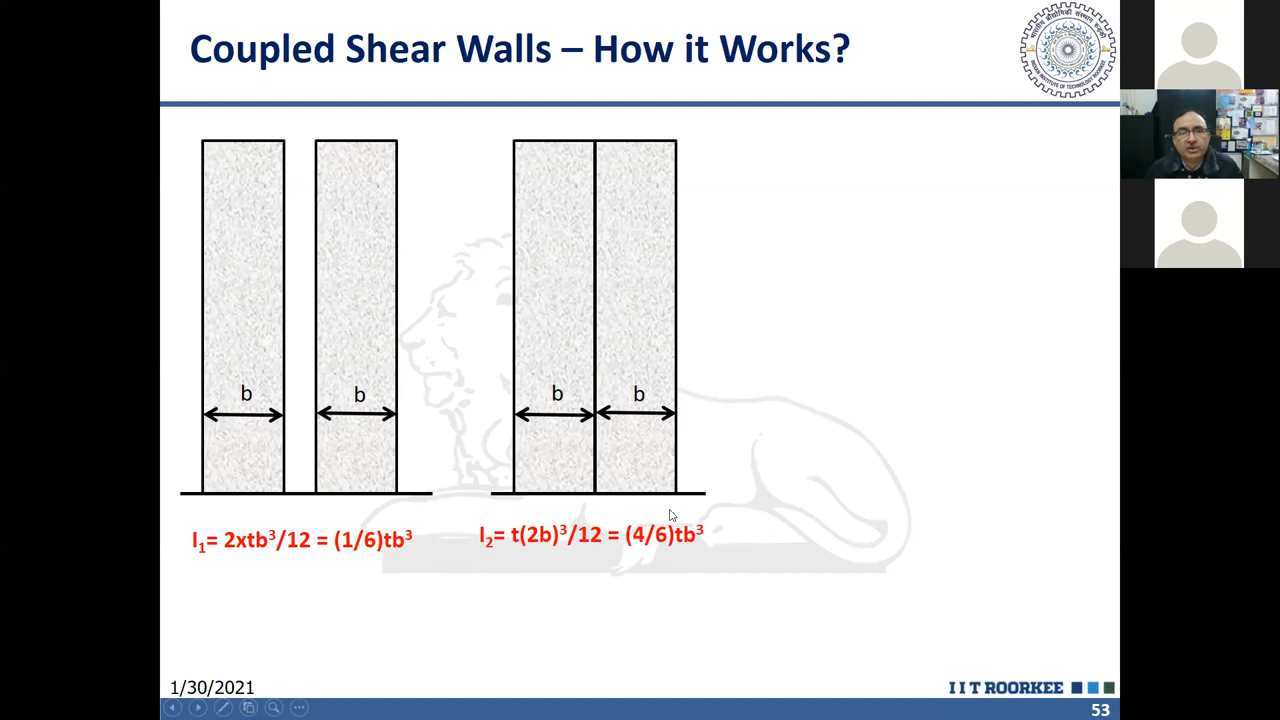 Coupled Shear Walls – How it Works?
b
b
b
b
I₁= 2xtb³/12 = (1/6)tb³
I₂= t(2b)³/12 = (4/6)tb³
1/30/2021
I I T ROORKEE
53